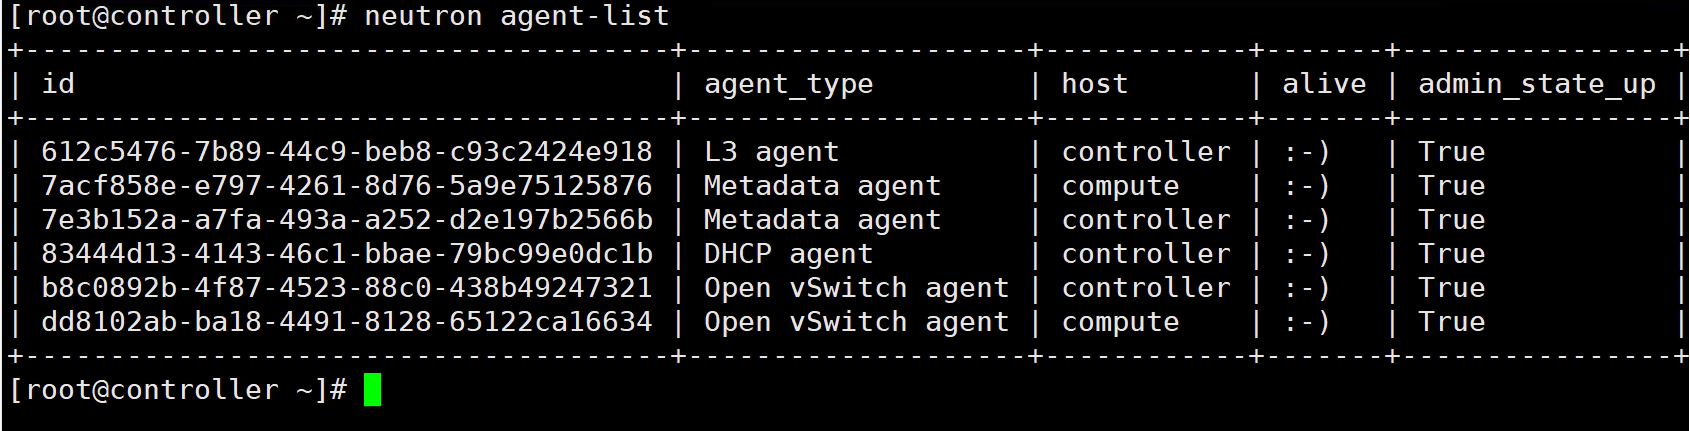 [root@controller ~]# neutron agent-list
+--------------------------------------+--------------------+------------+-------+----------------+
| id                                   | agent_type         | host       | alive | admin_state_up |
+--------------------------------------+--------------------+------------+-------+----------------+
| 612c5476-7b89-44c9-beb8-c93c2424e918 | L3 agent           | controller | :-)   | True           |
| 7acf858e-e797-4261-8d76-5a9e75125876 | Metadata agent     | compute    | :-)   | True           |
| 7e3b152a-a7fa-493a-a252-d2e197b2566b | Metadata agent     | controller | :-)   | True           |
| 83444d13-4143-46c1-bbae-79bc99e0dc1b | DHCP agent         | controller | :-)   | True           |
| b8c0892b-4f87-4523-88c0-438b49247321 | Open vSwitch agent | controller | :-)   | True           |
| dd8102ab-ba18-4491-8128-65122ca16634 | Open vSwitch agent | compute    | :-)   | True           |
+--------------------------------------+--------------------+------------+-------+----------------+
[root@controller ~]#